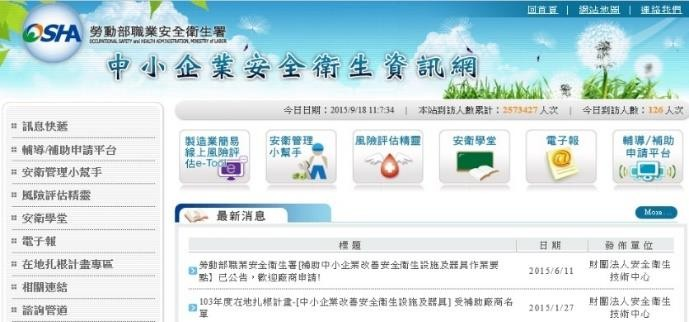 回首頁 | 網站地圖 | 連絡我們
OSHA 勞動部職業安全衛生署
OCCUPATIONAL SAFETY and HEALTH ADMINISTRATION, MINISTRY of LABOR
中小企業安全衛生資訊網
今日日期：2015/9/18 11:7:34 | 本站到訪人數累計：2573427 人次 | 今日到訪人數：126 人次
訊息快遞
輔導/補助申請平台
安衛管理小幫手
風險評估精靈
安衛學堂
電子報
在地扎根計畫專區
相關連結
諮詢管道
製造業簡易
線上風險評
估e-Tool
安衛管理
小幫手
風險評估精靈
安衛學堂
電子報
輔導/補助
申請平台
最新消息
More...
標題 日期 發佈單位
勞動部職業安全衛生署[補助中小企業改善安全衛生設施及器具作業要
點】已公告，歡迎廠商申請!
2015/6/11
財團法人安全衛生
技術中心
103年度在地扎根計畫-[中小企業改善安全衛生設施及器具] 受補助廠商名
單
2015/1/27
財團法人安全衛生
技術中心